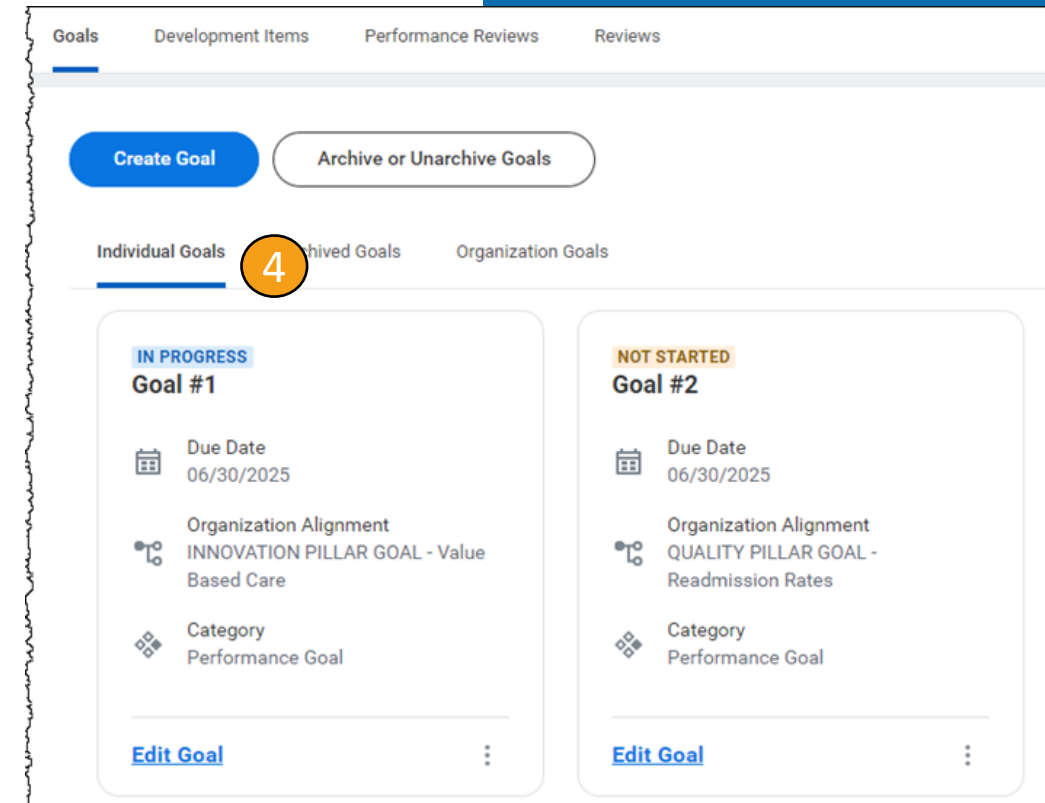 Goals Development Items Performance Reviews Reviews
Create Goal Archive or Unarchive Goals
Individual Goals 4 hived Goals Organization Goals
IN PROGRESS
Goal #1
Due Date
06/30/2025
Organization Alignment
INNOVATION PILLAR GOAL - Value
Based Care
Category
Performance Goal
Edit Goal
NOT STARTED
Goal #2
Due Date
06/30/2025
Organization Alignment
QUALITY PILLAR GOAL -
Readmission Rates
Category
Performance Goal
Edit Goal